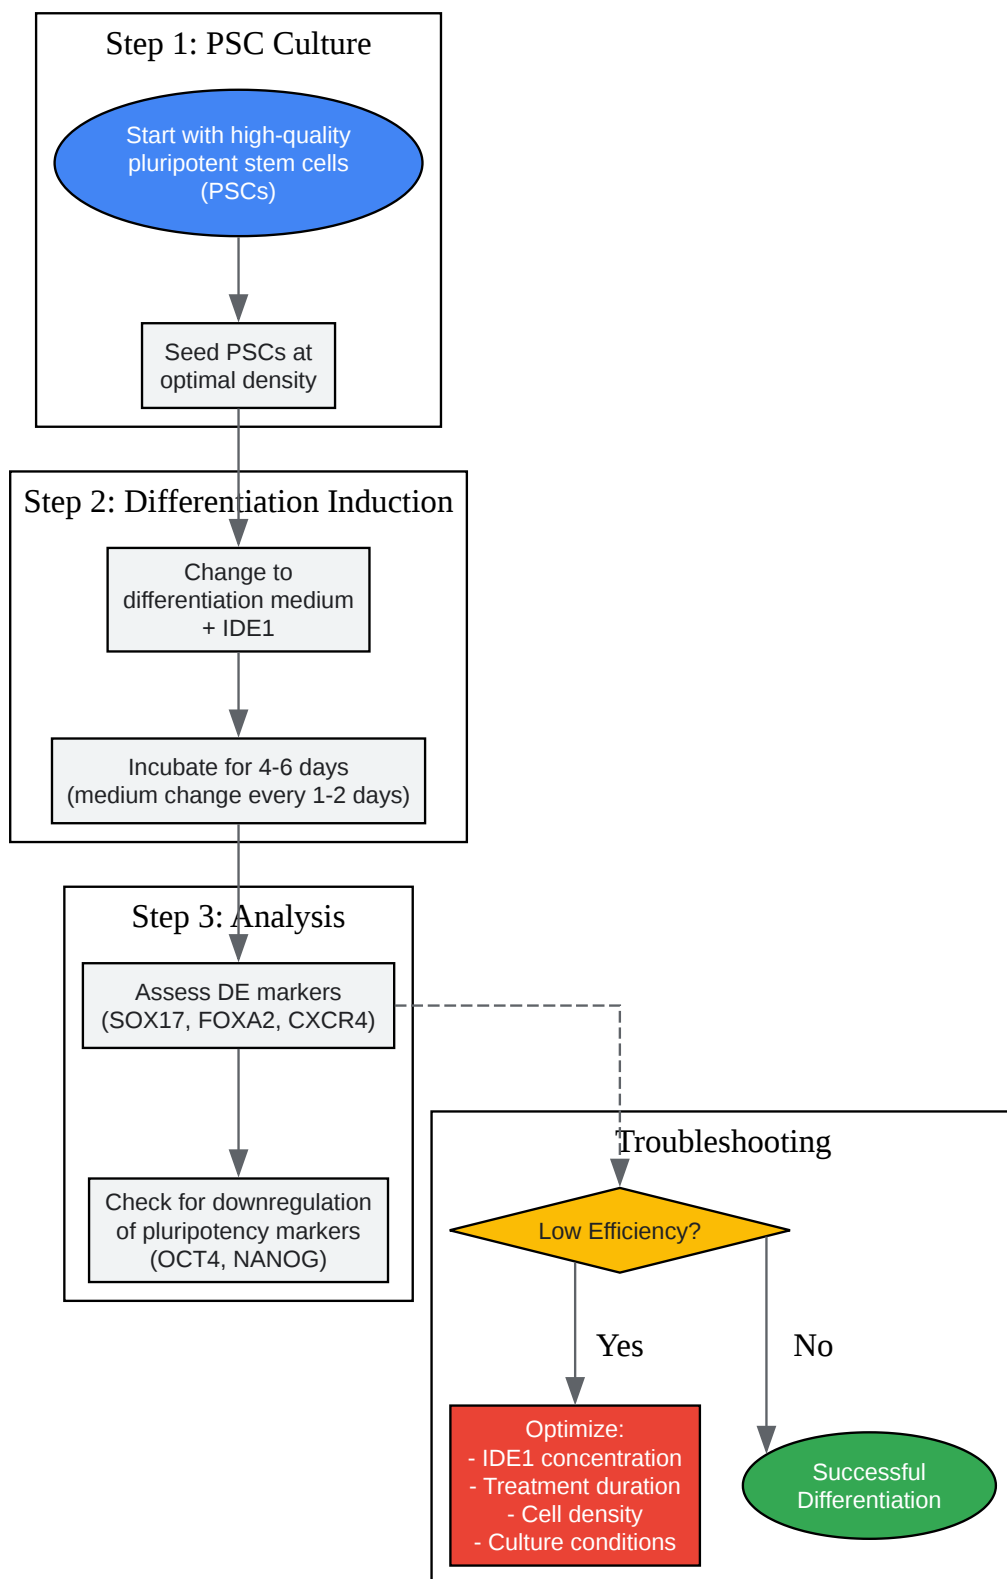 Step 1: PSC Culture
Start with high-quality
pluripotent stem cells
(PSCs)
Seed PSCs at
optimal density
Step 2: Differentiation Induction
Change to
differentiation medium
+ IDE1
Incubate for 4-6 days
(medium change every 1-2 days)
Step 3: Analysis
Assess DE markers
(SOX17, FOXA2, CXCR4)
Check for downregulation
of pluripotency markers
(OCT4, NANOG)
Troubleshooting
Low Efficiency?
Yes
No
Optimize:
- IDE1 concentration
- Treatment duration
- Cell density
- Culture conditions
Successful
Differentiation